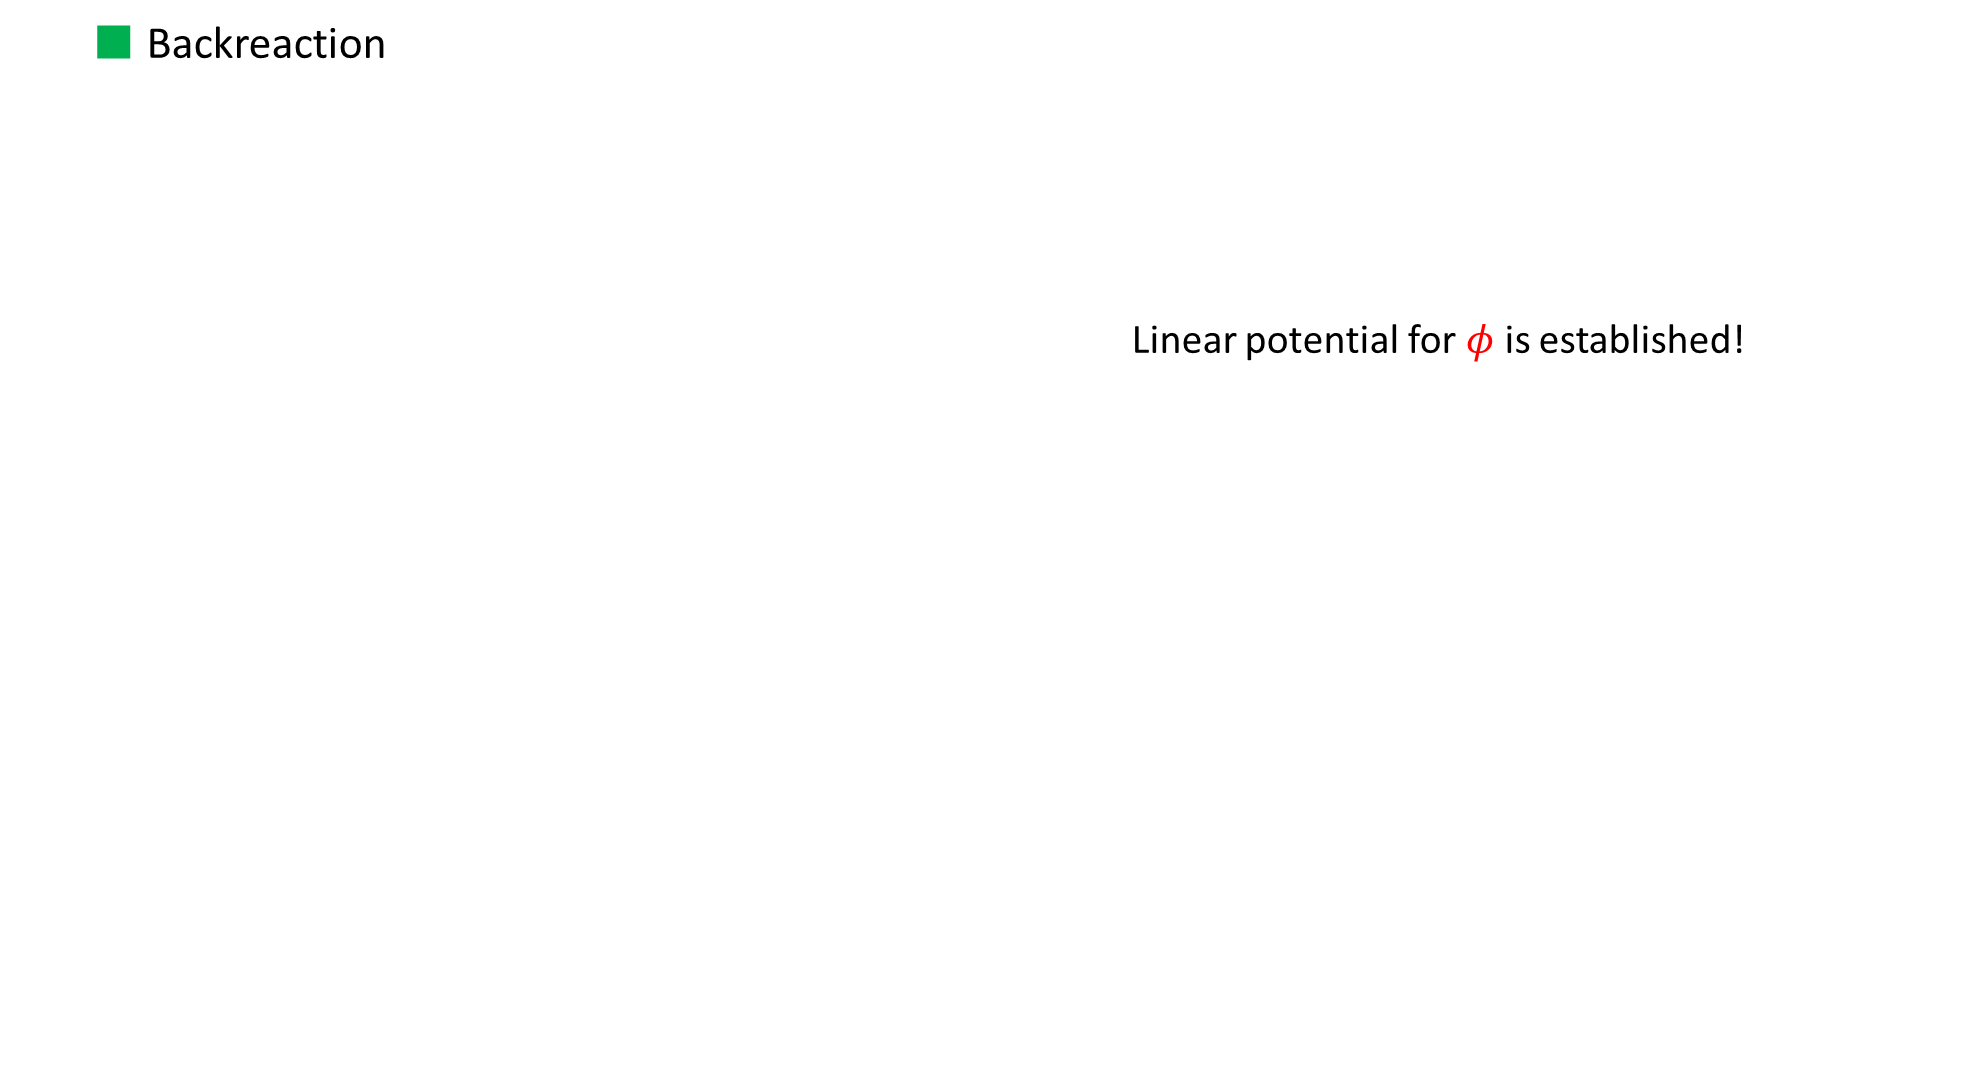 Backreaction
Linear potential for ϕ is established!